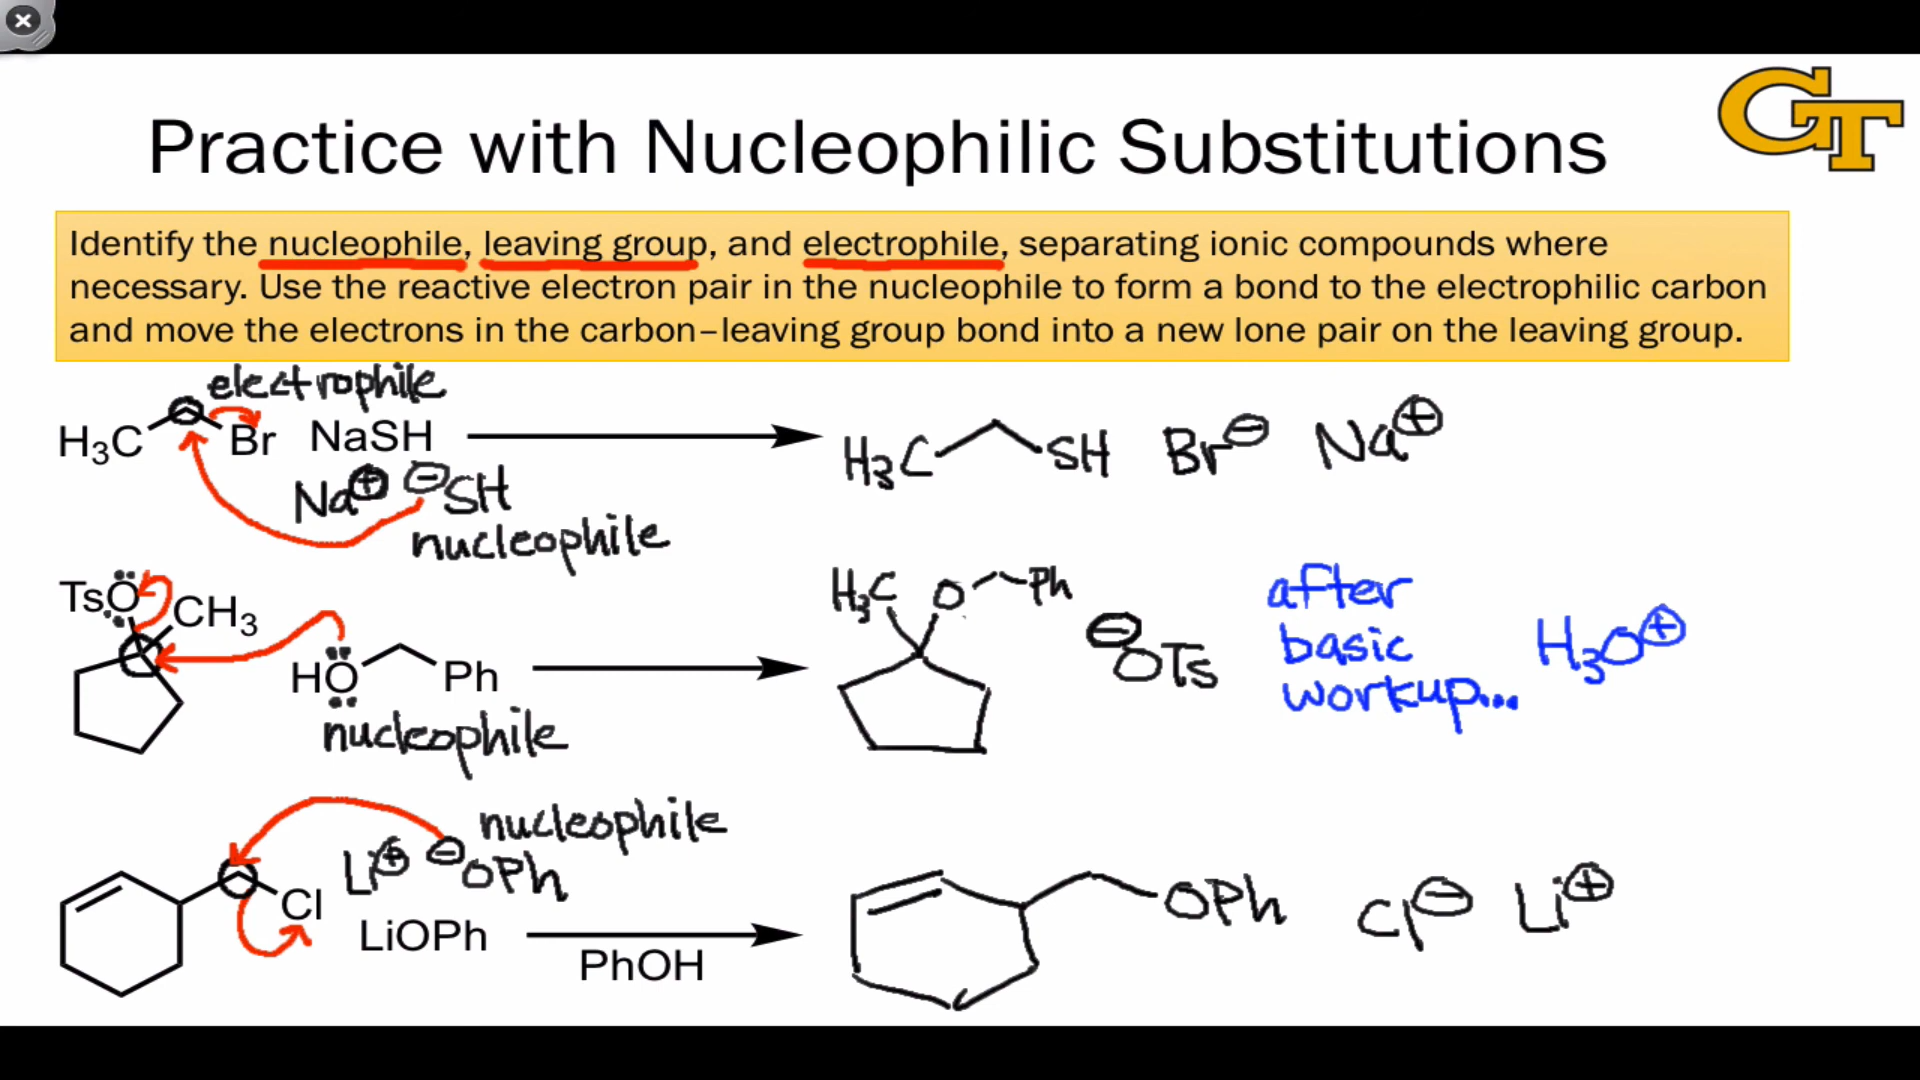 GT
Practice with Nucleophilic Substitutions
Identify the nucleophile, leaving group, and electrophile, separating ionic compounds where
necessary. Use the reactive electron pair in the nucleophile to form a bond to the electrophilic carbon
and move the electrons in the carbon–leaving group bond into a new lone pair on the leaving group.
electrophile
H₃C Br NaSH H₃C SH Br⊖ Na⊕
Na⊕ ⊖SH
nucleophile
TsO CH₃ H₃C O Ph after
HO Ph ⊖OTs basic H₃O⊕
workup...
nucleophile
nucleophile
Li⊕ ⊖OPh
Cl OPh Cl⊖ Li⊕
LiOPh
PhOH